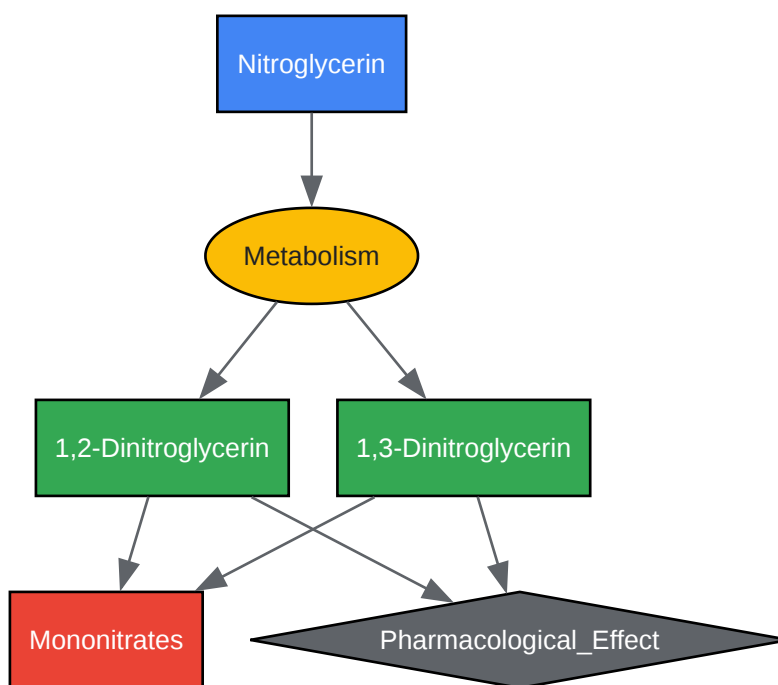 Nitroglycerin
Metabolism
1,2-Dinitroglycerin
1,3-Dinitroglycerin
Mononitrates
Pharmacological_Effect